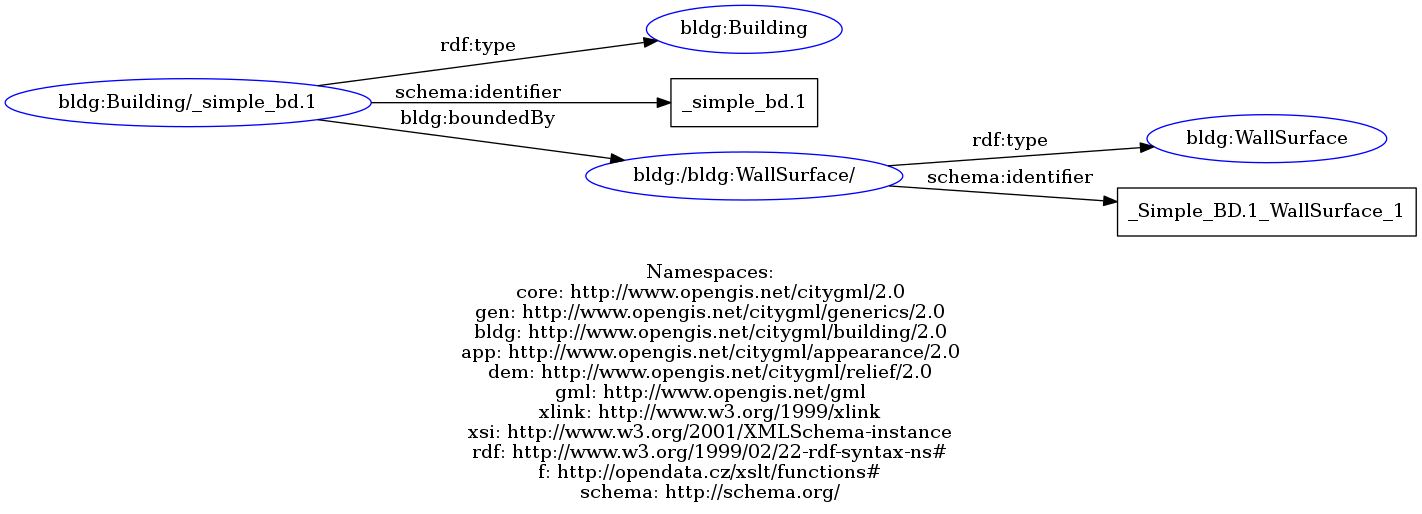 bldg:Building
rdf:type
schema:identifier
bldg:Building/_simple_bd.1
_simple_bd.1
bldg:boundedBy
rdf:type
bldg:WallSurface
bldg:/bldg:WallSurface/
schema:identifier
_Simple_BD.1_WallSurface_1
Namespaces:
core: http://www.opengis.net/citygml/2.0
gen: http://www.opengis.net/citygml/generics/2.0
bldg: http://www.opengis.net/citygml/building/2.0
app: http://www.opengis.net/citygml/appearance/2.0
dem: http://www.opengis.net/citygml/relief/2.0
gml: http://www.opengis.net/gml
xlink: http://www.w3.org/1999/xlink
xsi: http://www.w3.org/2001/XMLSchema-instance
rdf: http://www.w3.org/1999/02/22-rdf-syntax-ns#
f: http://opendata.cz/xslt/functions#
schema: http://schema.org/